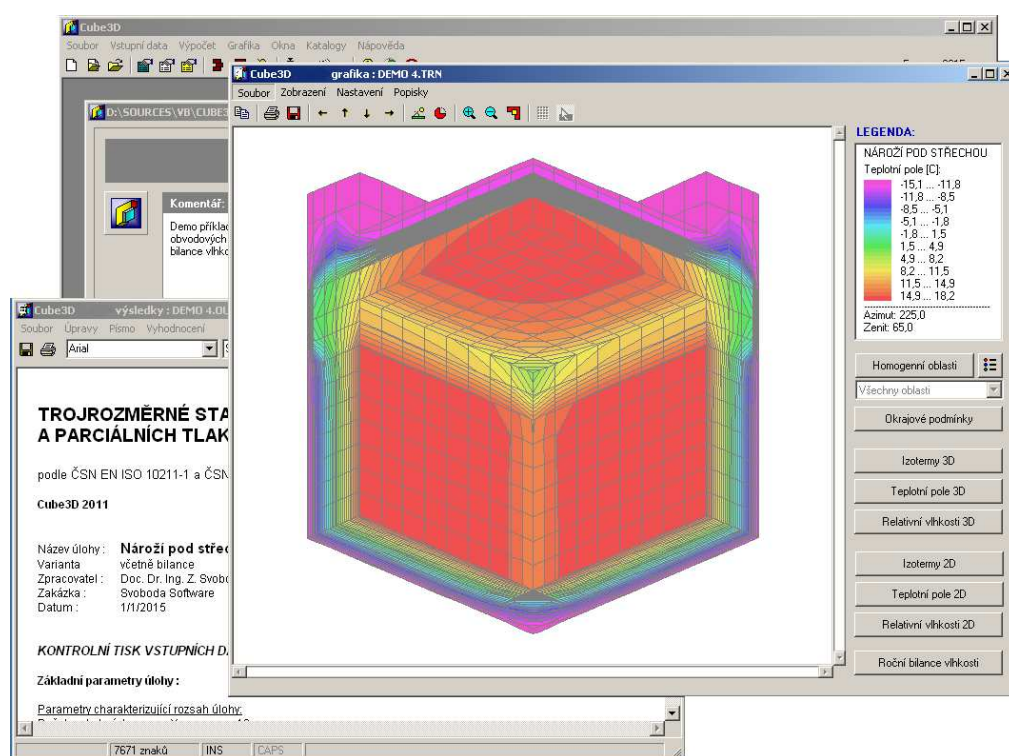 Cube3D
Soubor Vstupní data Výpočet Grafika Okna Katalogy Nápověda
2015
D:\SOURCES\VB\CUBE3
Komentář:
Demo příklad
obvodových
bilance vlhko
Cube3D grafika : DEMO 4.TRN
Soubor Zobrazení Nastavení Popisky
LEGENDA:
NÁROŽÍ POD STŘECHOU
Teplotní pole [C]:
-15,1 ... -11,8
-11,8 ... -8,5
-8,5 ... -5,1
-5,1 ... -1,8
-1,8 ... 1,5
1,5 ... 4,9
4,9 ... 8,2
8,2 ... 11,5
11,5 ... 14,9
14,9 ... 18,2
Azimut: 225,0
Zenit: 65,0
Homogenní oblasti
Všechny oblasti
Okrajové podmínky
Izotermy 3D
Teplotní pole 3D
Relativní vlhkosti 3D
Izotermy 2D
Teplotní pole 2D
Relativní vlhkosti 2D
Roční bilance vlhkosti
Cube3D výsledky : DEMO 4.OU
Soubor Úpravy Písmo Vyhodnocení
Arial
TROJROZMĚRNÉ STA
A PARCIÁLNÍCH TLAK
podle ČSN EN ISO 10211-1 a ČSN
Cube3D 2011
Název úlohy : Nároží pod střec
Varianta včetně bilance
Zpracovatel : Doc. Dr. Ing. Z. Svobo
Zakázka : Svoboda Software
Datum : 1/1/2015
KONTROLNÍ TISK VSTUPNÍCH D
Základní parametry úlohy :
Parametry charakterizující rozsah úlohy:
7671 znaků INS CAPS